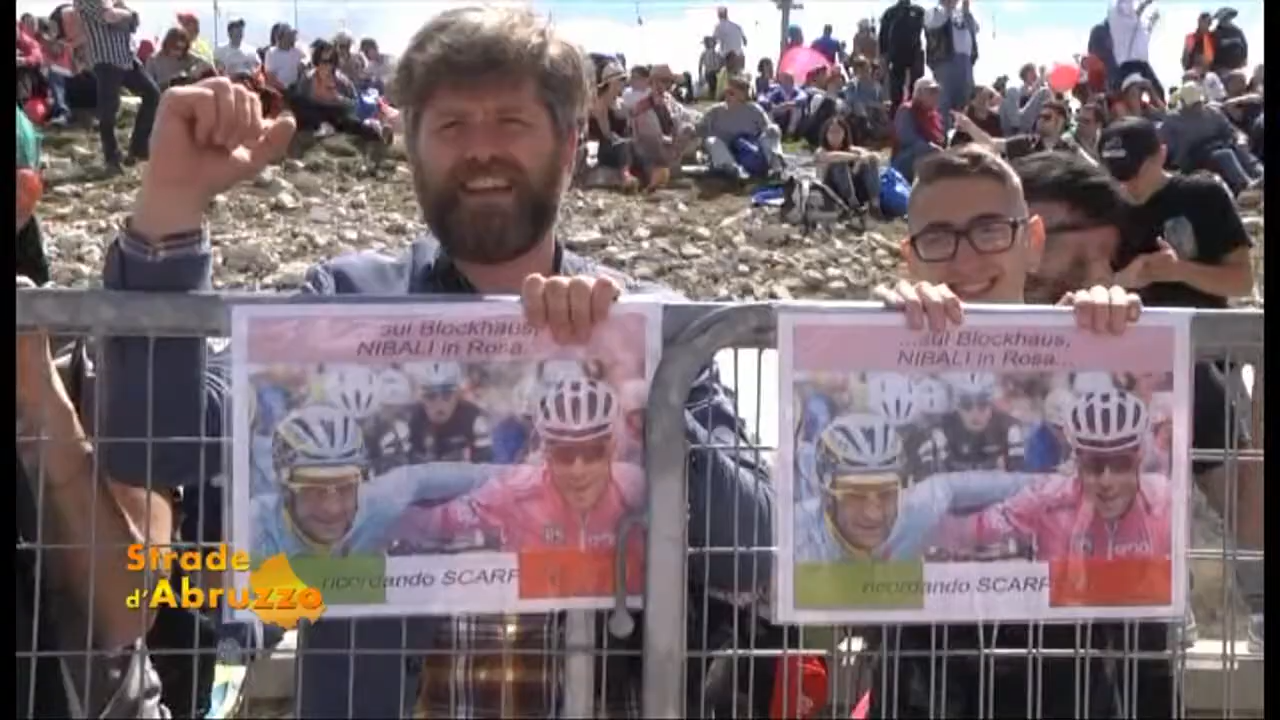 ...sul Blockhaus,
NIBALI in Rosa...
ricordando SCARP
...sul Blockhaus,
NIBALI in Rosa...
ricordando SCARP
Strade
d'Abruzzo